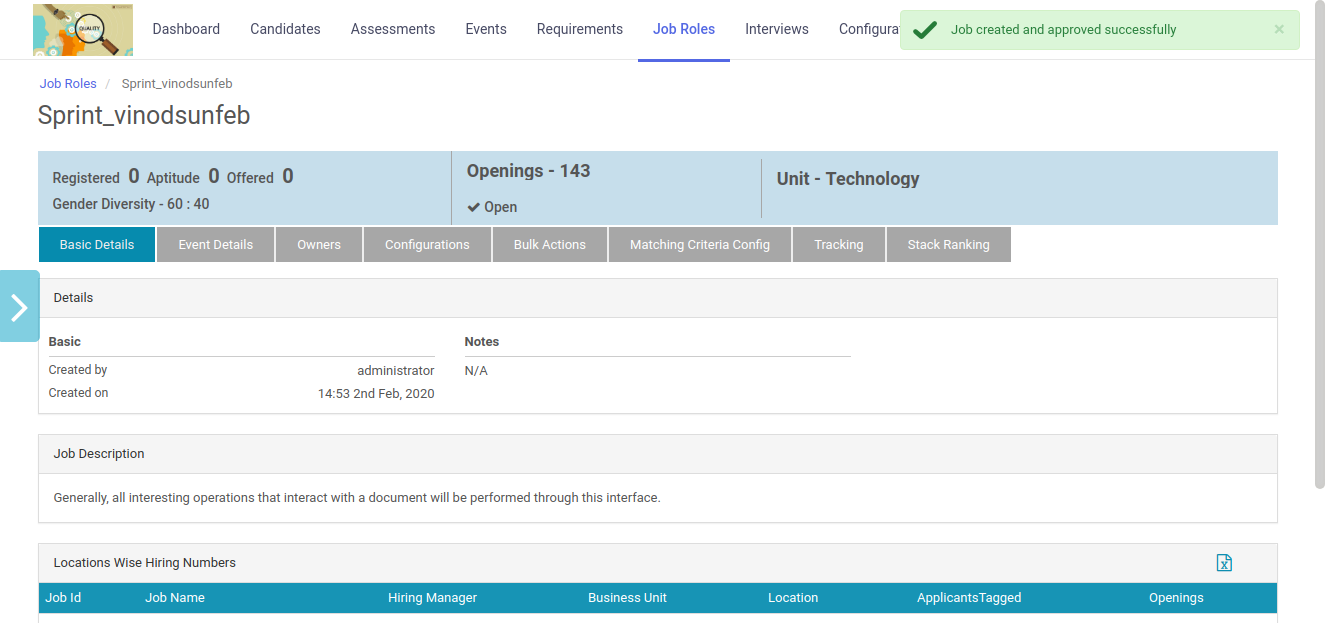 QUALITY
Dashboard Candidates Assessments Events Requirements Job Roles Interviews Configura
Job created and approved successfully ×
Job Roles / Sprint_vinodsunfeb
Sprint_vinodsunfeb
Registered 0 Aptitude 0 Offered 0
Gender Diversity - 60 : 40
Openings - 143
Open
Unit - Technology
Basic Details Event Details Owners Configurations Bulk Actions Matching Criteria Config Tracking Stack Ranking
Details
Basic Notes
Created by administrator N/A
Created on 14:53 2nd Feb, 2020
Job Description
Generally, all interesting operations that interact with a document will be performed through this interface.
Locations Wise Hiring Numbers
Job Id Job Name Hiring Manager Business Unit Location ApplicantsTagged Openings